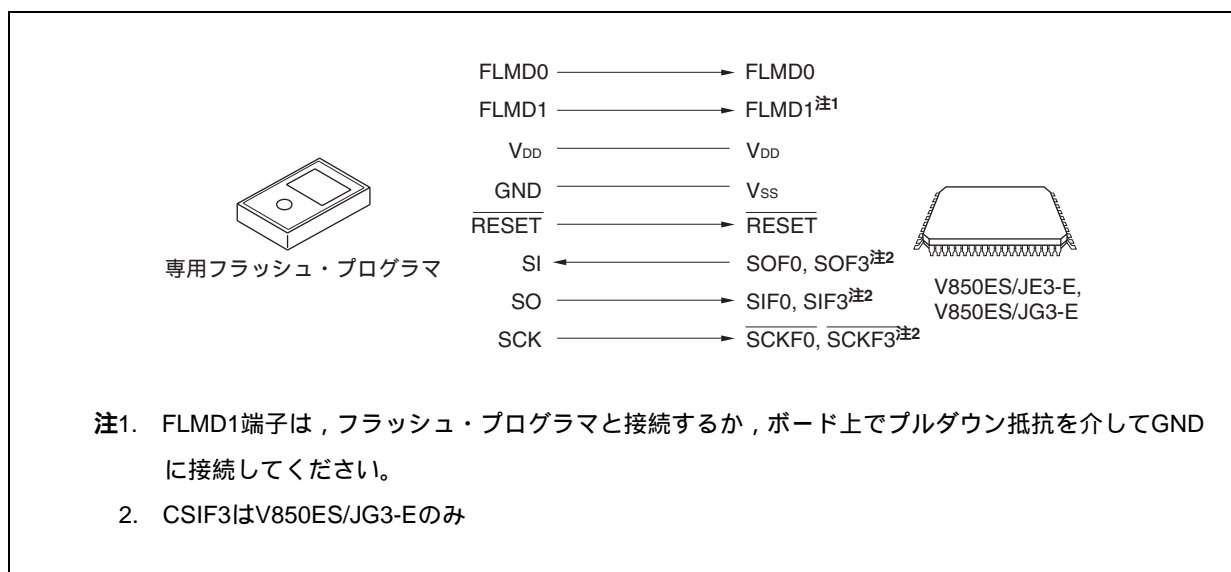 FLMD0 FLMD0
FLMD1 FLMD1注1
VDD VDD
GND VSS
RESET RESET
SI SOF0, SOF3注2
SO SIF0, SIF3注2
SCK SCKF0, SCKF3注2
専用フラッシュ・プログラマ
V850ES/JE3-E,
V850ES/JG3-E
注1. FLMD1端子は，フラッシュ・プログラマと接続するか，ボード上でプルダウン抵抗を介してGND
に接続してください。
2. CSIF3はV850ES/JG3-Eのみ